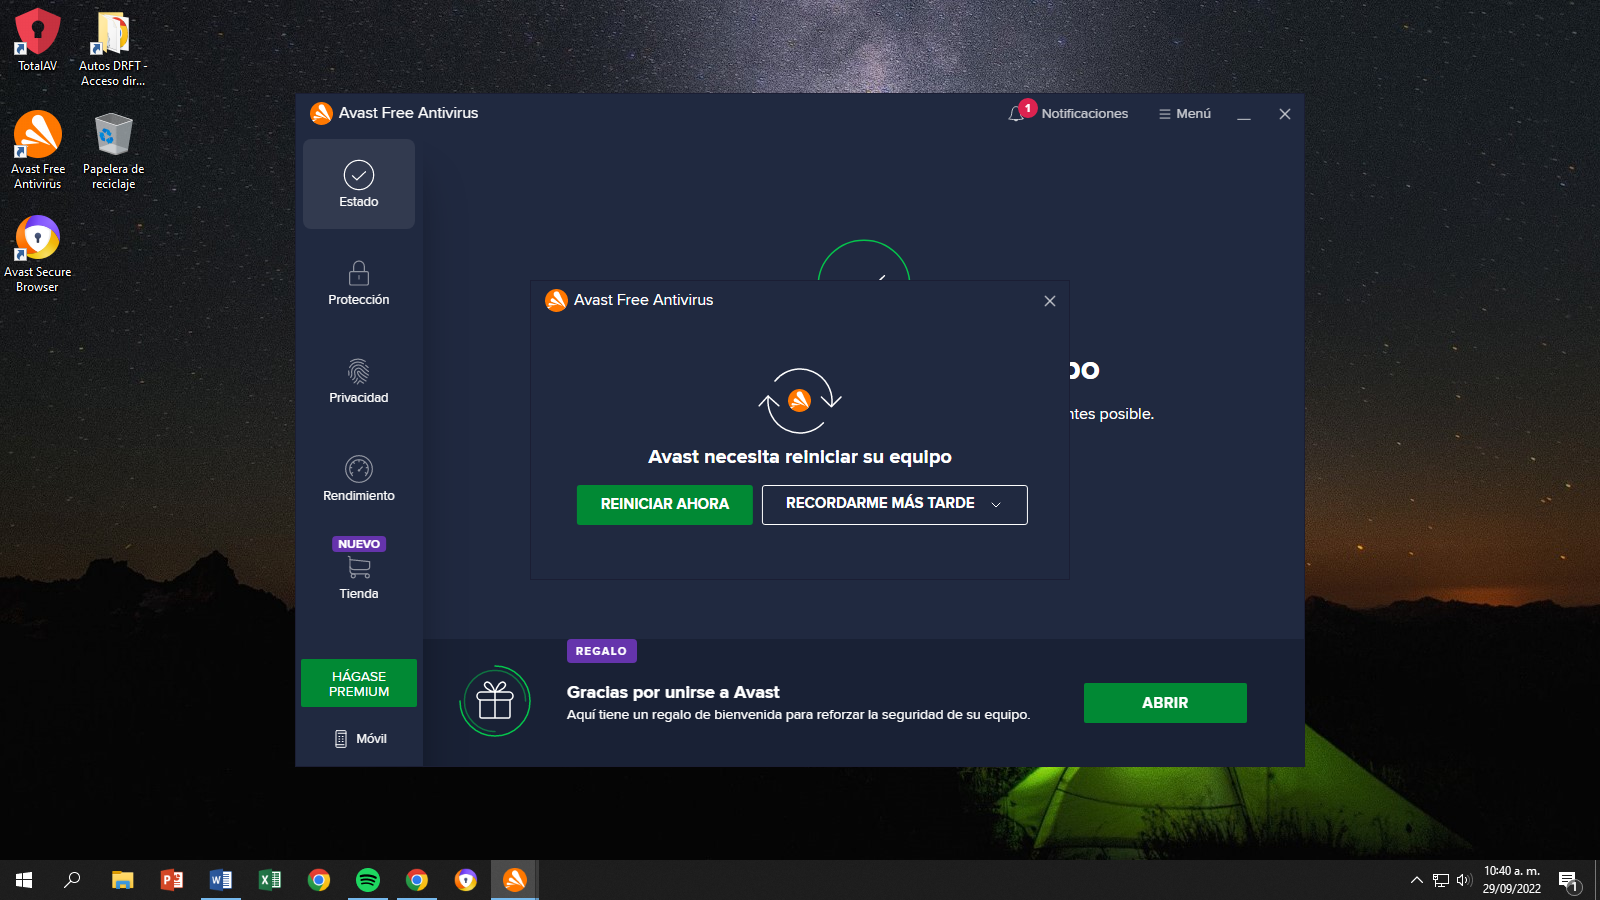 TotalAV
Autos DRFT -
Acceso dir...
Avast Free
Antivirus
Papelera de
reciclaje
Avast Secure
Browser
Avast Free Antivirus
1
Notificaciones
Menú
Estado
Protección
Privacidad
Rendimiento
NUEVO
Tienda
HÁGASE
PREMIUM
Móvil
Avast Free Antivirus
Avast necesita reiniciar su equipo
REINICIAR AHORA
RECORDARME MÁS TARDE
po
ntes posible.
REGALO
Gracias por unirse a Avast
Aquí tiene un regalo de bienvenida para reforzar la seguridad de su equipo.
ABRIR
10:40 a. m.
29/09/2022
1